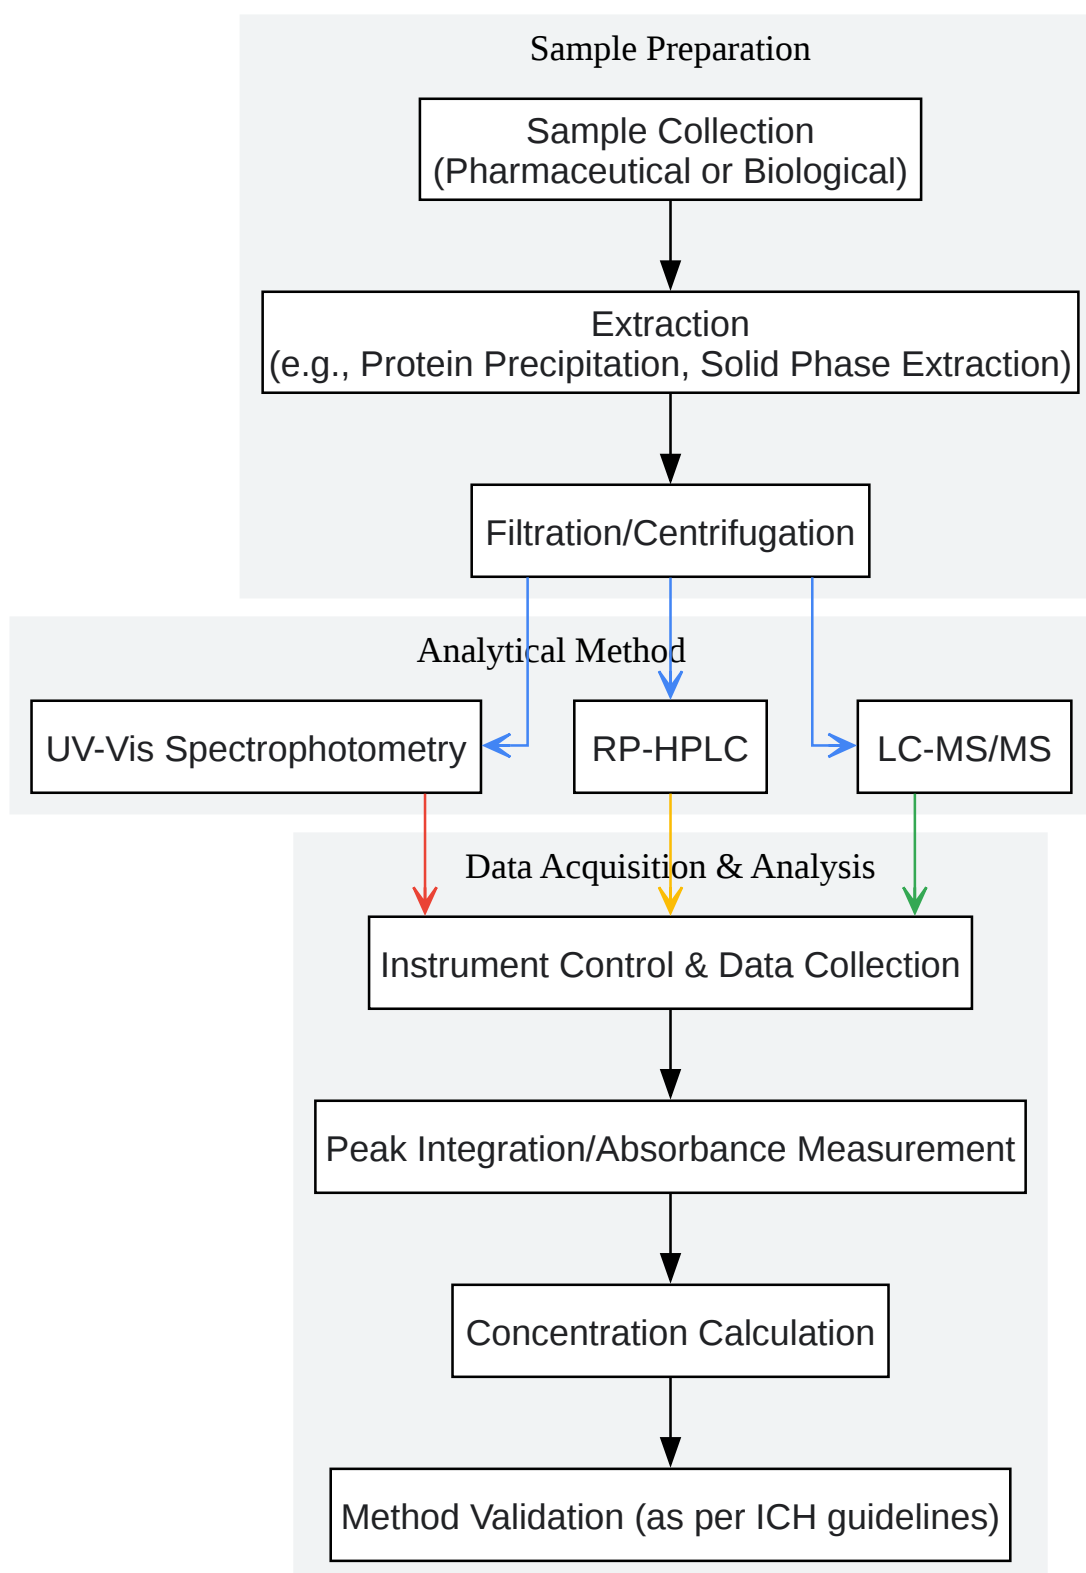 Sample Preparation
Sample Collection
(Pharmaceutical or Biological)
Extraction
(e.g., Protein Precipitation, Solid Phase Extraction)
Filtration/Centrifugation
Analytical Method
UV-Vis Spectrophotometry
RP-HPLC
LC-MS/MS
Data Acquisition & Analysis
Instrument Control & Data Collection
Peak Integration/Absorbance Measurement
Concentration Calculation
Method Validation (as per ICH guidelines)